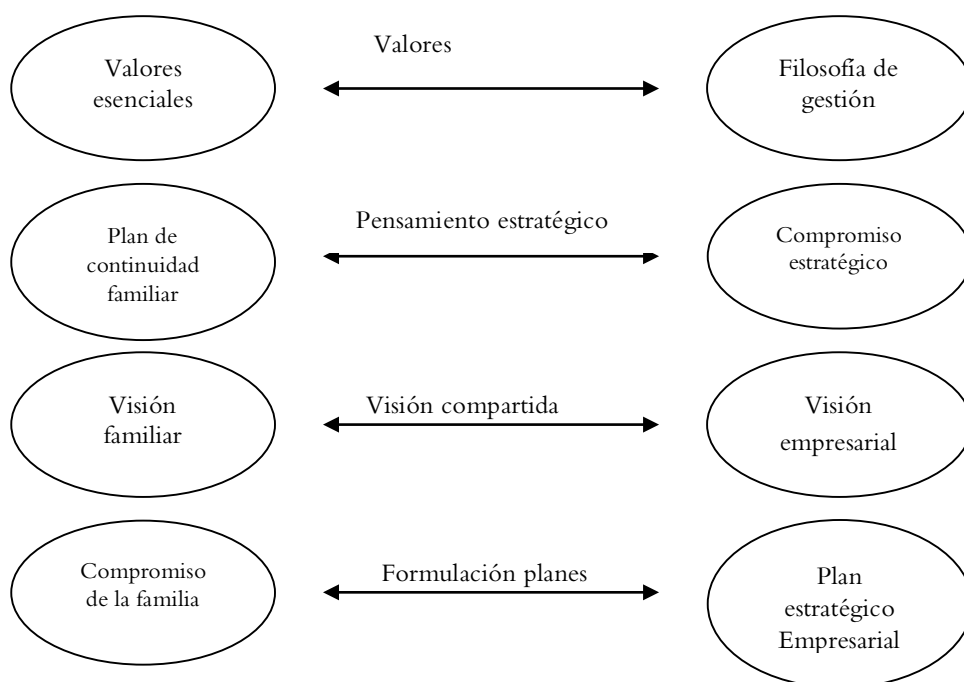 Valores
esenciales
Valores
Filosofía de
gestión
Plan de
continuidad
familiar
Pensamiento estratégico
Compromiso
estratégico
Visión
familiar
Visión compartida
Visión
empresarial
Compromiso
de la familia
Formulación planes
Plan
estratégico
Empresarial